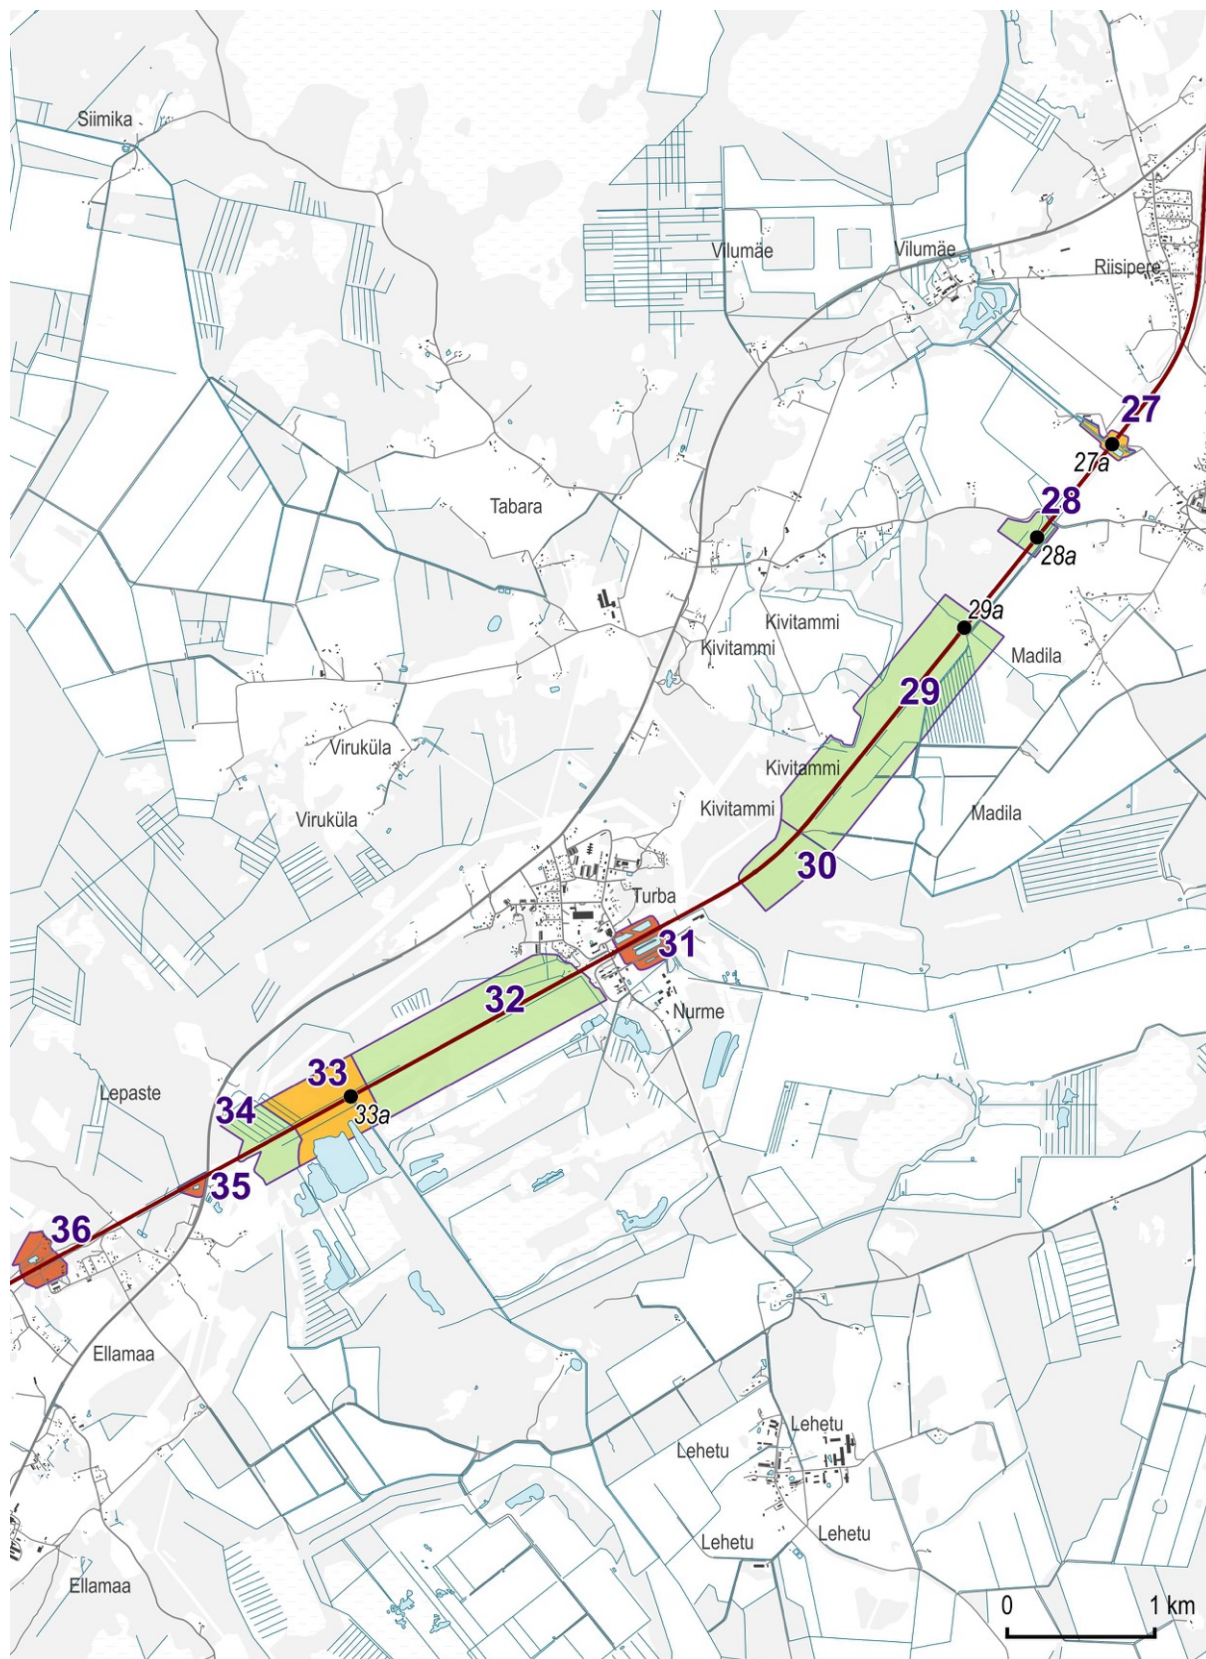 Siimika
Vilumäe
Vilumäe
Riisipere
27
27a
28
Tabara
28a
29a
Kivitammi
Kivitammi
Madila
29
Viruküla
Kivitammi
Kivitammi
Madila
Viruküla
30
Turba
31
32
Nurme
33
Lepaste
34
33a
35
36
Ellamaa
Lehetu
Lehetu
Lehetu
Lehetu
Ellamaa
0 1 km